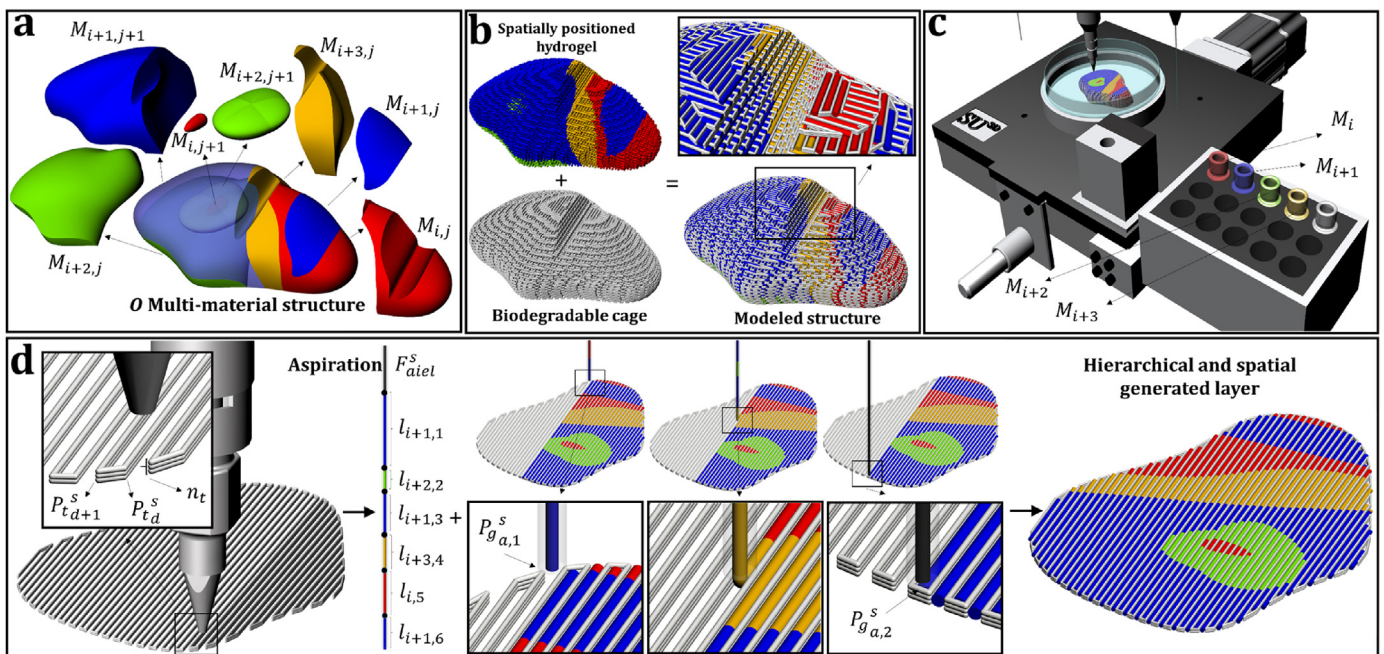 a
M_{i+1,j+1}
M_{i+3,j}
M_{i+2,j+1}
M_{i+1,j}
M_{i,j+1}
M_{i,j}
M_{i+2,j}
O Multi-material structure
b
Spatially positioned
hydrogel
+
=
Biodegradable cage
Modeled structure
c
SU
M_i
M_{i+1}
M_{i+2}
M_{i+3}
d
P^s_{t_{d+1}}
P^s_{t_d}
n_t
Aspiration
F^s_{aiel}
l_{i+1,1}
l_{i+2,2}
l_{i+1,3}
+
l_{i+3,4}
l_{i,5}
l_{i+1,6}
P^s_{g_{a,1}}
P^s_{g_{a,2}}
Hierarchical and spatial
generated layer